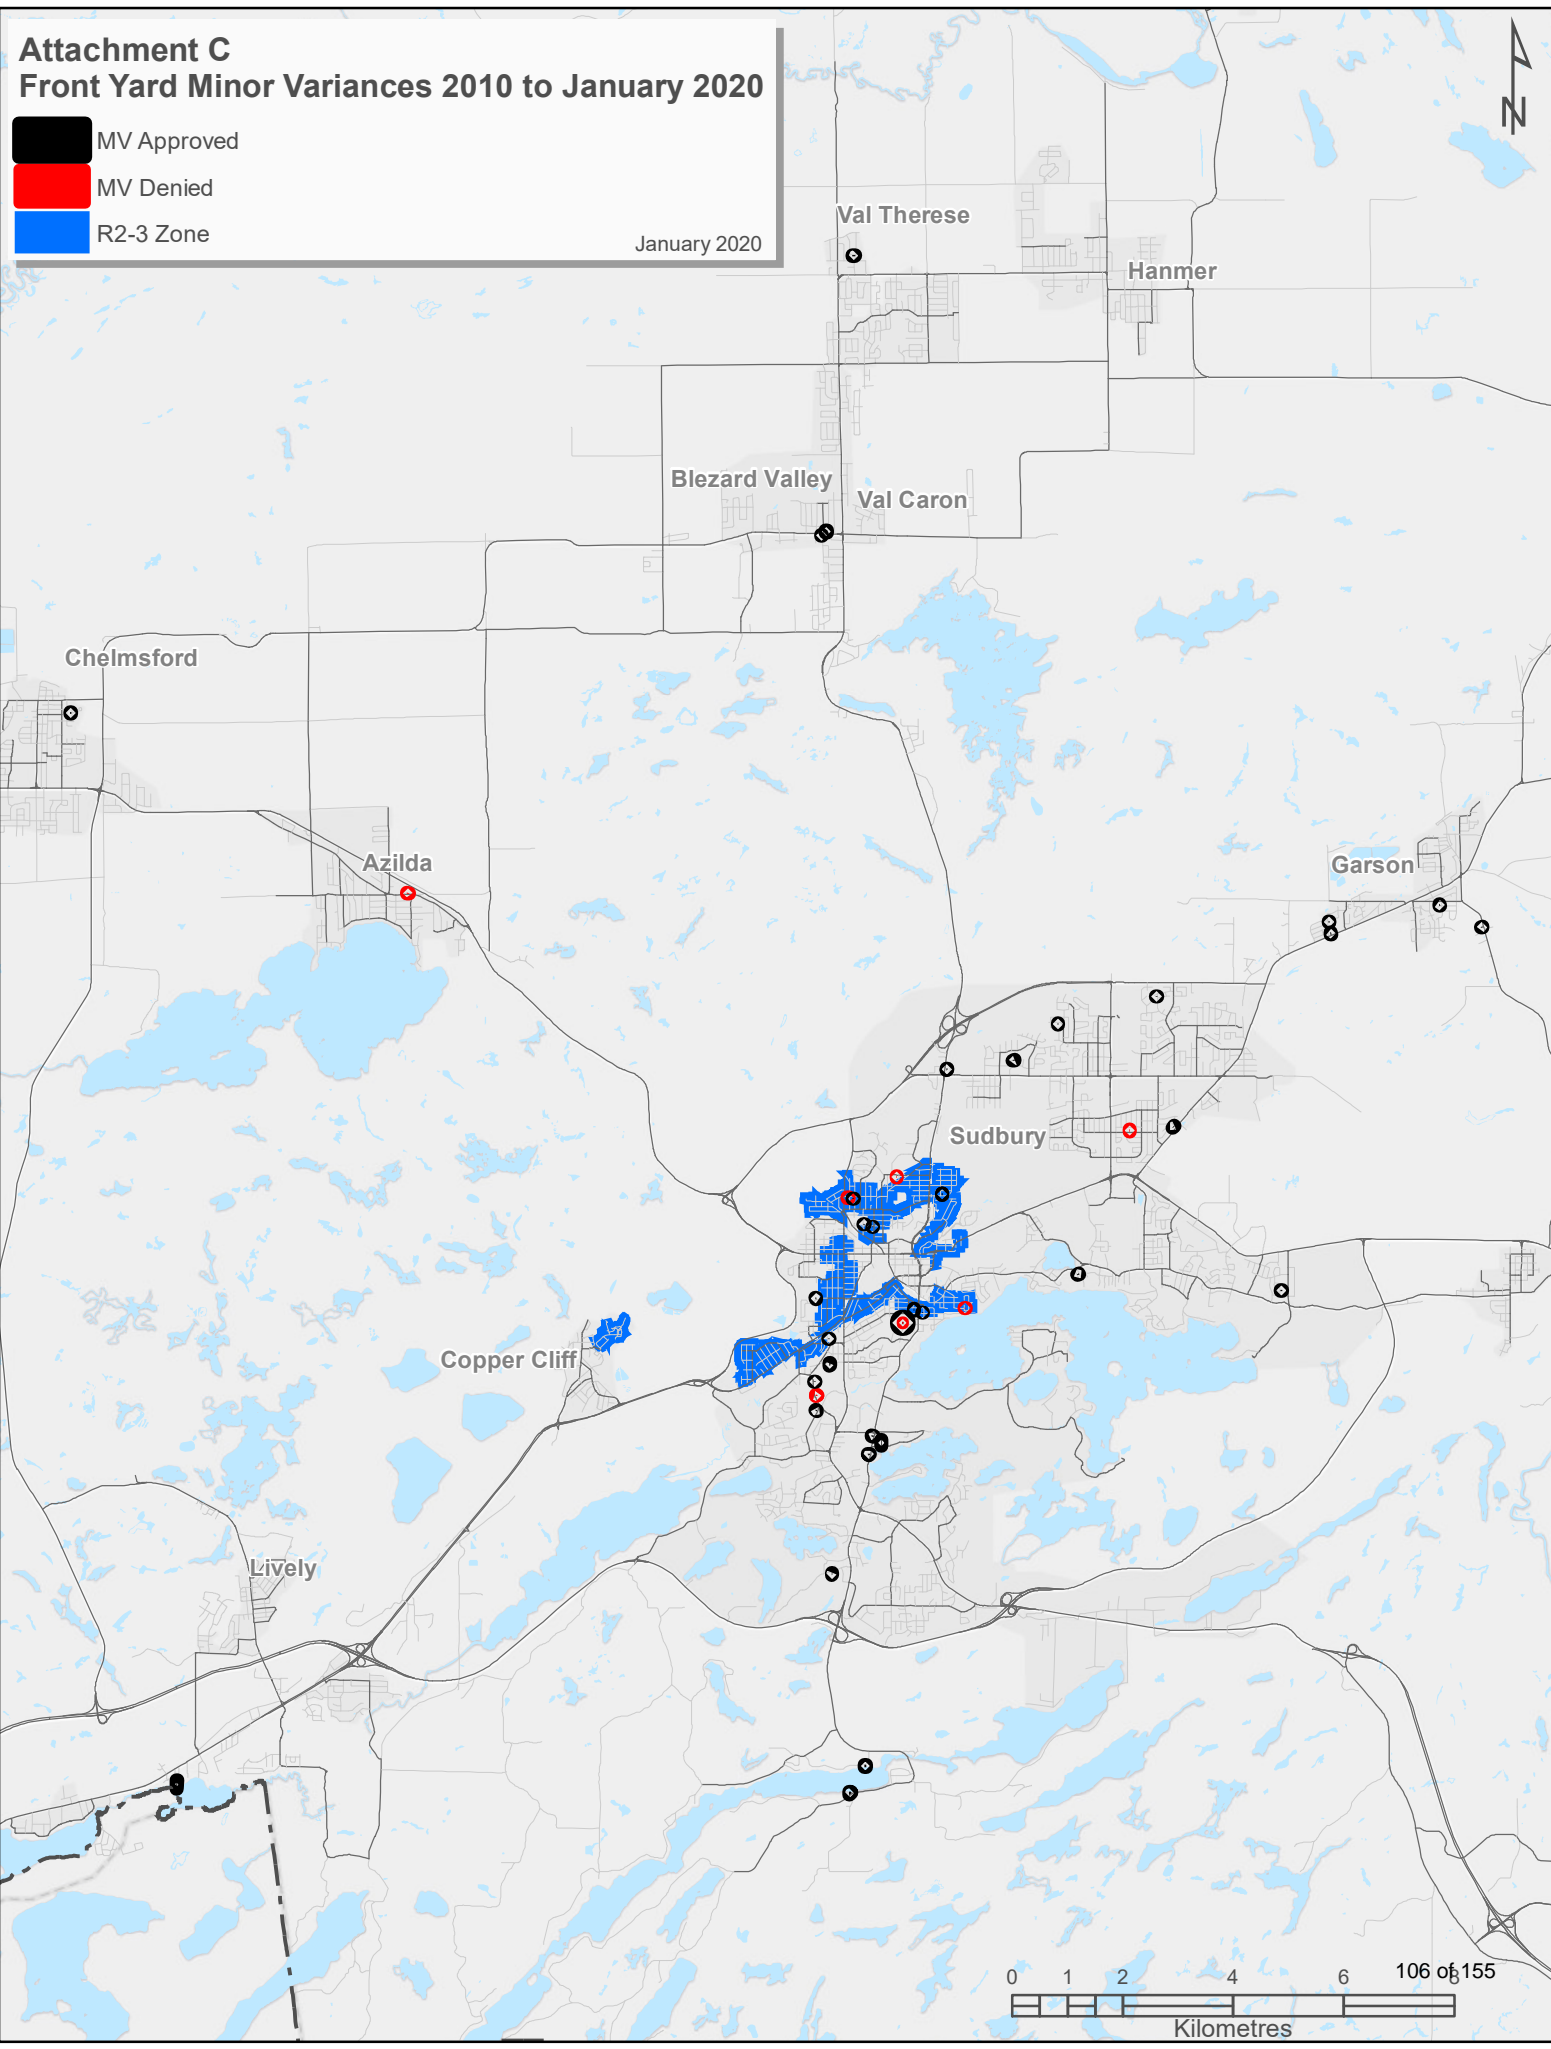 Attachment C
Front Yard Minor Variances 2010 to January 2020
MV Approved
MV Denied
R2-3 Zone
January 2020
N
Val Therese
Hanmer
Blezard Valley
Val Caron
Chelmsford
Azilda
Garson
Sudbury
Copper Cliff
Lively
106 of 155
0 1 2 4 6 8
Kilometres